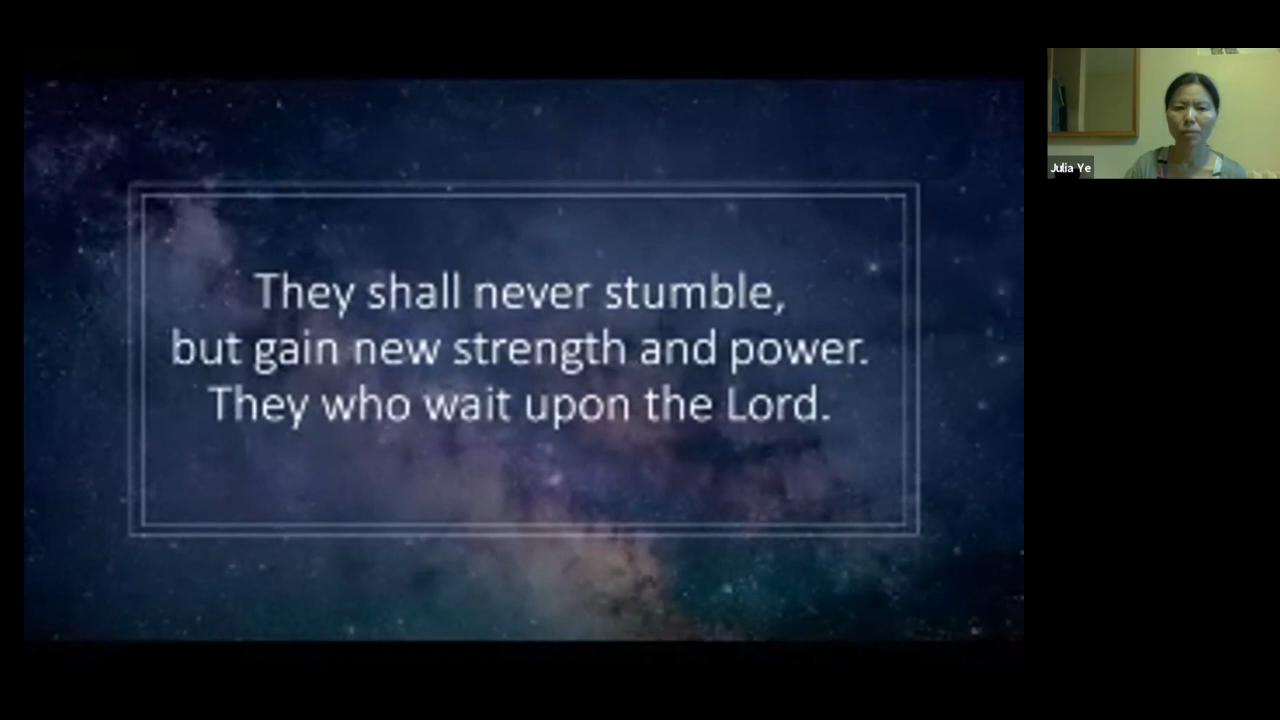 They shall never stumble,
but gain new strength and power.
They who wait upon the Lord.
Julia Ye